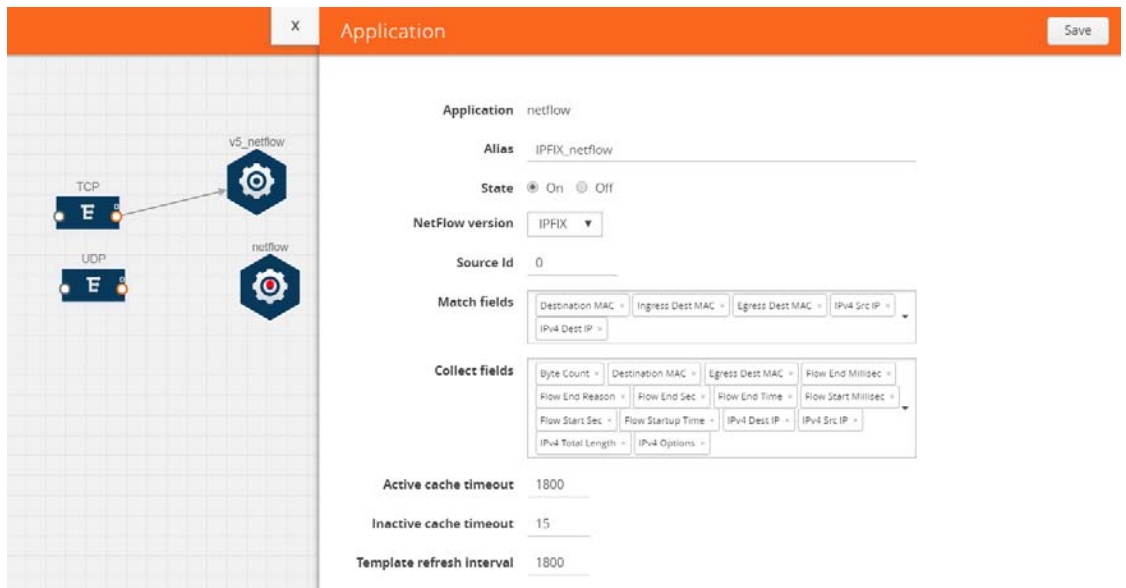 X
Application
Save
Application netflow
Alias IPFIX_netflow
State On Off
NetFlow version IPFIX
Source Id 0
Match fields Destination MAC × Ingress Dest MAC × Egress Dest MAC × IPv4 Src IP ×
IPv4 Dest IP ×
Collect fields Byte Count × Destination MAC × Egress Dest MAC × Flow End Millisec ×
Flow End Reason × Flow End Sec × Flow End Time × Flow Start Millisec ×
Flow Start Sec × Flow Startup Time × IPv4 Dest IP × IPv4 Src IP ×
IPv4 Total Length × IPv4 Options ×
Active cache timeout 1800
Inactive cache timeout 15
Template refresh interval 1800
v5_netflow
TCP
E
UDP
E
netflow